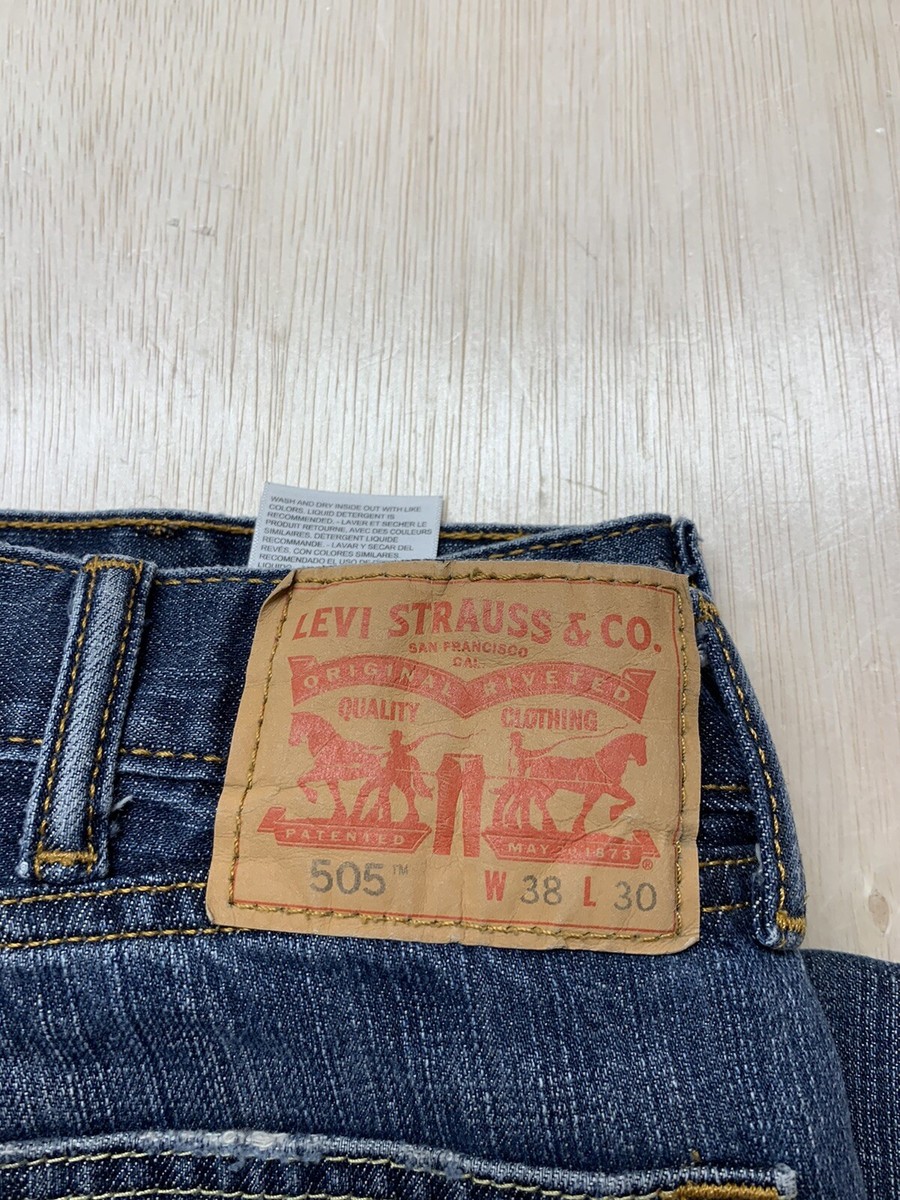 WASH AND DRY INSIDE OUT WITH LIKE
COLORS. LIQUID DETERGENT IS
RECOMMENDED. - LAVER ET SECHER LE
PRODUIT RETOURNE, AVEC DES COULEURS
SIMILAIRES. DETERGENT LIQUIDE
RECOMMANDE. - LAVAR Y SECAR DEL
REVÉS, CON COLORES SIMILARES.
RECOMENDADO EL USO DE
LEVI STRAUSS & CO.
SAN FRANCISCO
CAL.
ORIGINAL RIVETED
QUALITY CLOTHING
PATENTED MAY 1873 ®
505™ W 38 L 30